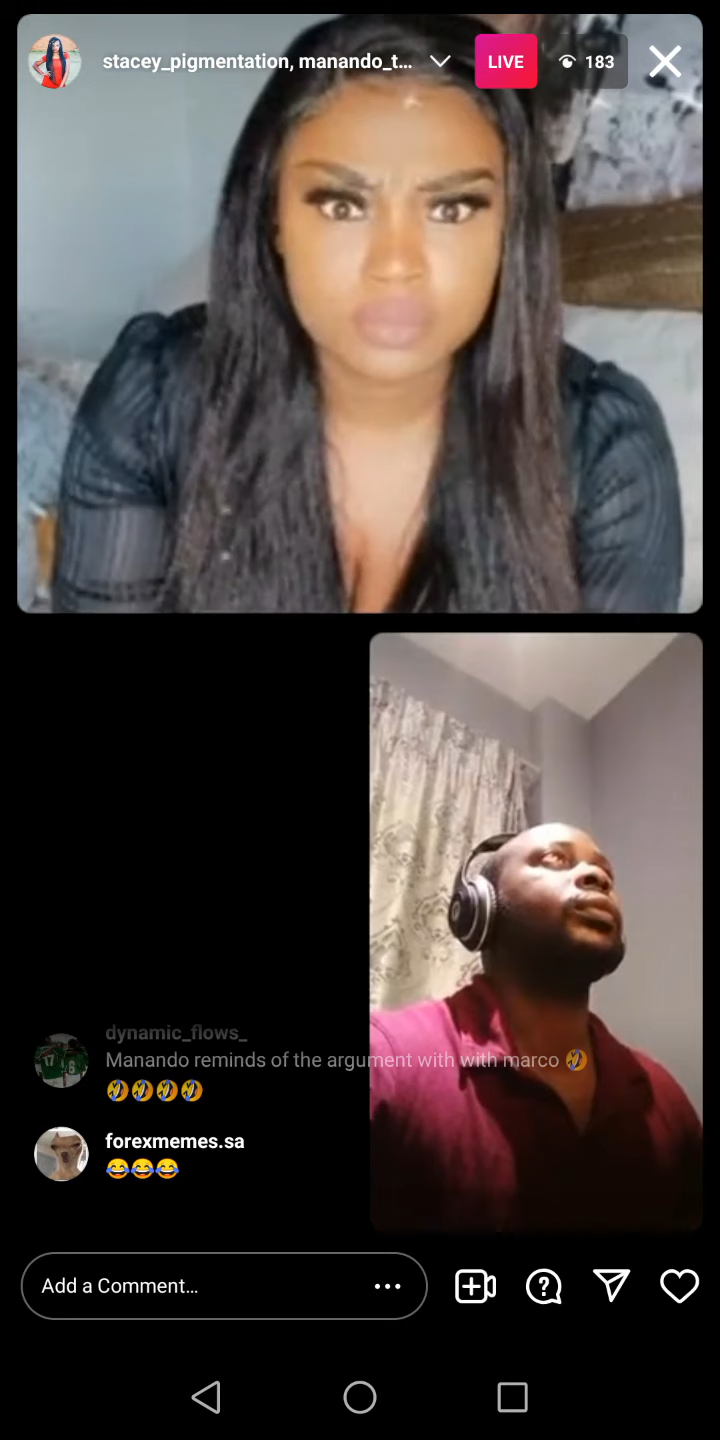 stacey_pigmentation, manando_t...
LIVE
183
dynamic_flows_
Manando reminds of the argument with with marco 🤣
🤣🤣🤣🤣
forexmemes.sa
😂😂😂
Add a Comment...